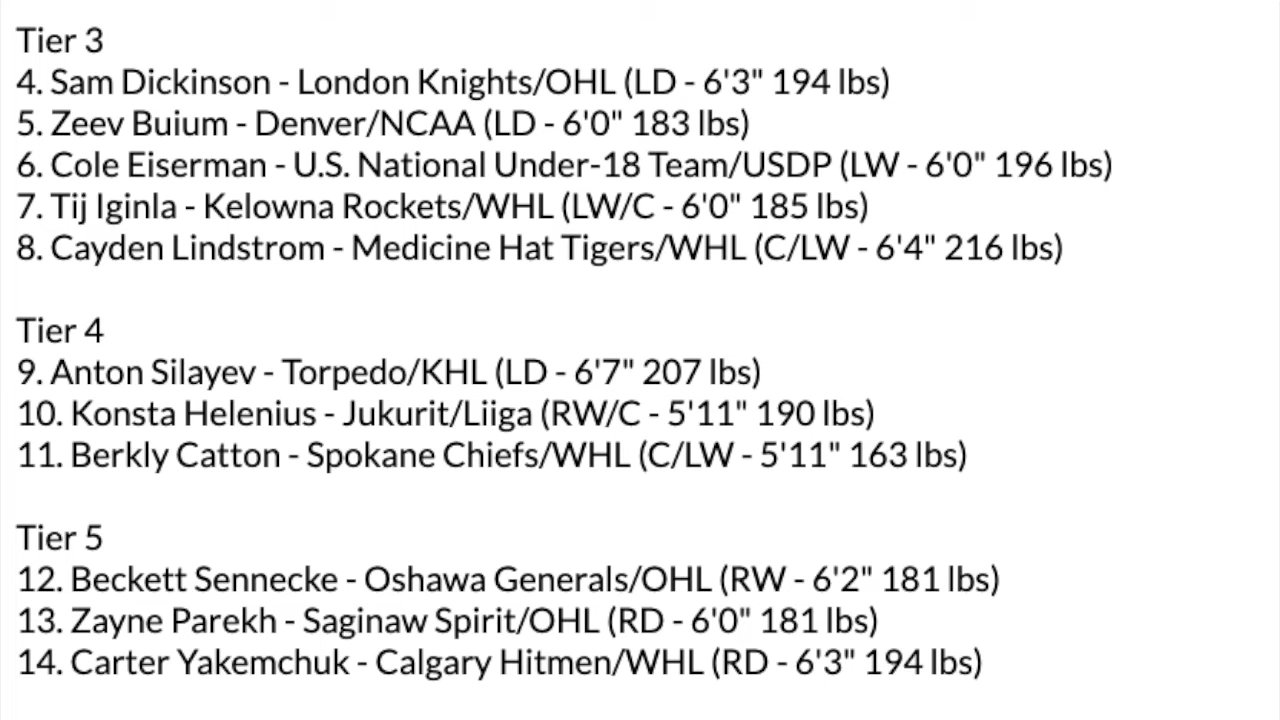 Tier 3
4. Sam Dickinson - London Knights/OHL (LD - 6'3" 194 lbs)
5. Zeev Buium - Denver/NCAA (LD - 6'0" 183 lbs)
6. Cole Eiserman - U.S. National Under-18 Team/USDP (LW - 6'0" 196 lbs)
7. Tij Iginla - Kelowna Rockets/WHL (LW/C - 6'0" 185 lbs)
8. Cayden Lindstrom - Medicine Hat Tigers/WHL (C/LW - 6'4" 216 lbs)
Tier 4
9. Anton Silayev - Torpedo/KHL (LD - 6'7" 207 lbs)
10. Konsta Helenius - Jukurit/Liiga (RW/C - 5'11" 190 lbs)
11. Berkly Catton - Spokane Chiefs/WHL (C/LW - 5'11" 163 lbs)
Tier 5
12. Beckett Sennecke - Oshawa Generals/OHL (RW - 6'2" 181 lbs)
13. Zayne Parekh - Saginaw Spirit/OHL (RD - 6'0" 181 lbs)
14. Carter Yakemchuk - Calgary Hitmen/WHL (RD - 6'3" 194 lbs)